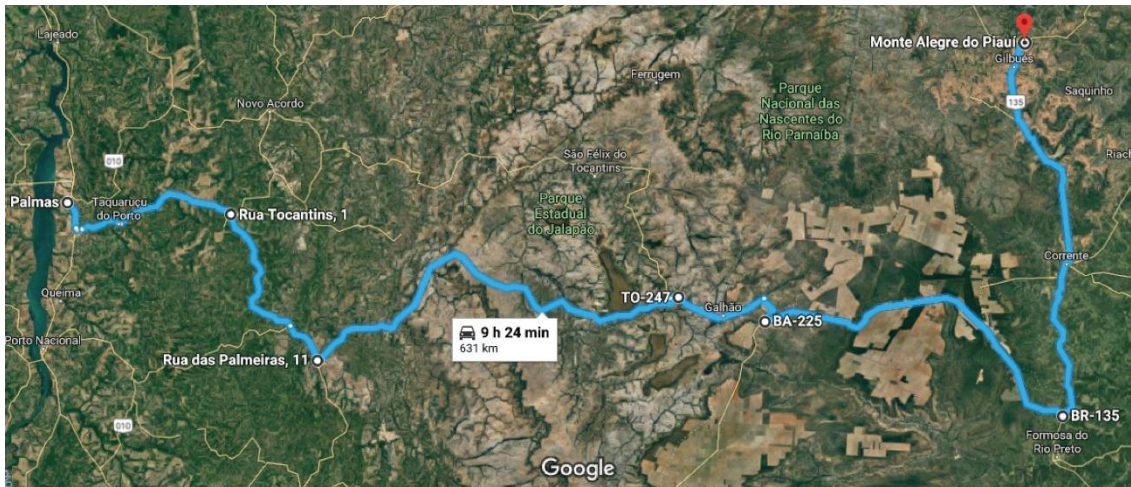 Lajeado
010
Palmas
Taquaruçu
do Porto
Novo Acordo
Rua Tocantins, 1
Queima
Porto Nacional
010
Rua das Palmeiras, 11
9 h 24 min
631 km
Ferrugem
São Félix do
Tocantins
Parque
Estadual
do Jalapão
TO-247
Galhão
BA-225
Parque
Nacional das
Nascentes do
Rio Parnaíba
Monte Alegre do Piauí
Gilbués
135
Saquinho
Riach
Corrente
BR-135
Formosa do
Rio Preto
Google